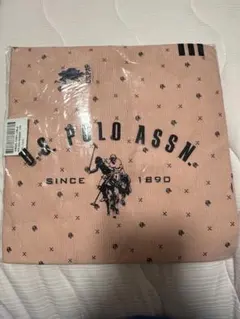 U.S. POLO ASSN.
SINCE 1890